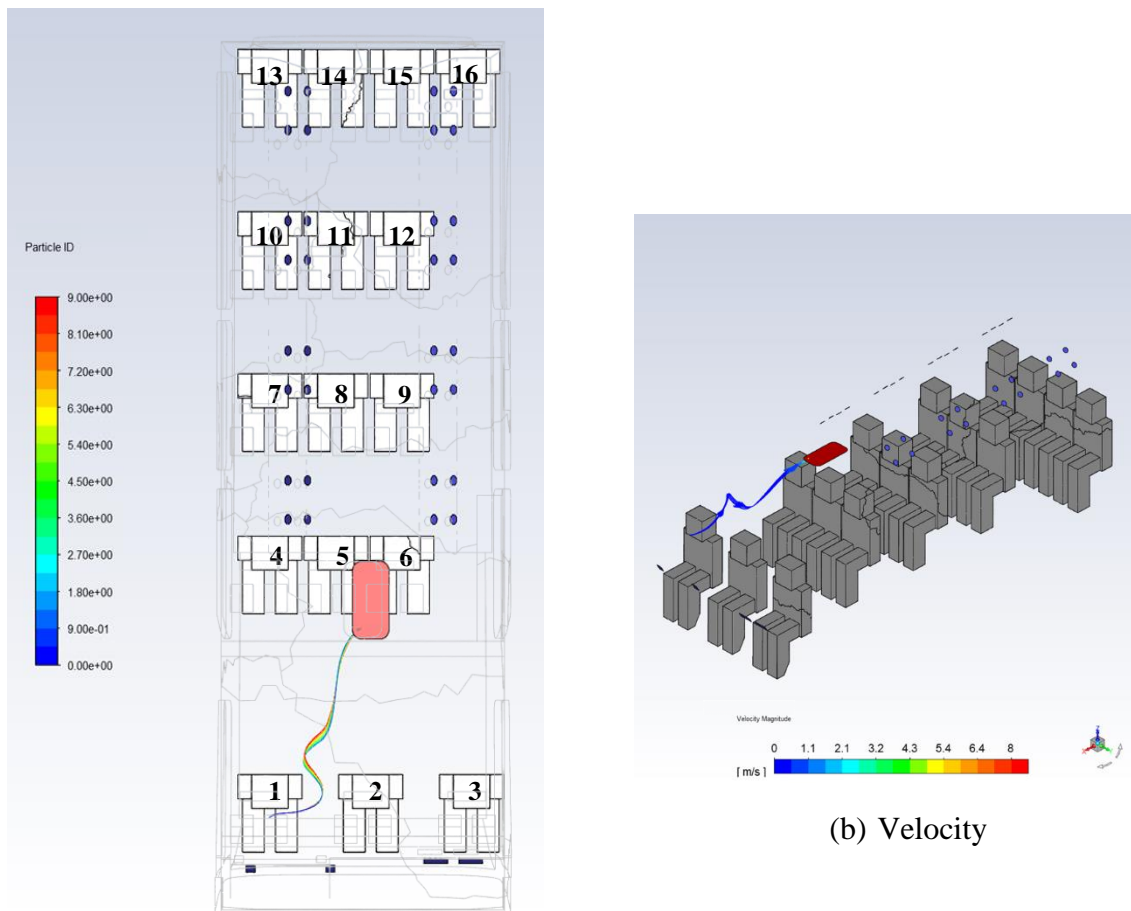 13 14 15 16
10 11 12
Particle ID
9.00e+00
8.10e+00
7.20e+00
6.30e+00
5.40e+00
4.50e+00
3.60e+00
2.70e+00
1.80e+00
9.00e-01
0.00e+00
7 8 9
4 5 6
1 2 3
Velocity Magnitude
0 1.1 2.1 3.2 4.3 5.4 6.4 8
[ m/s ]
(b) Velocity